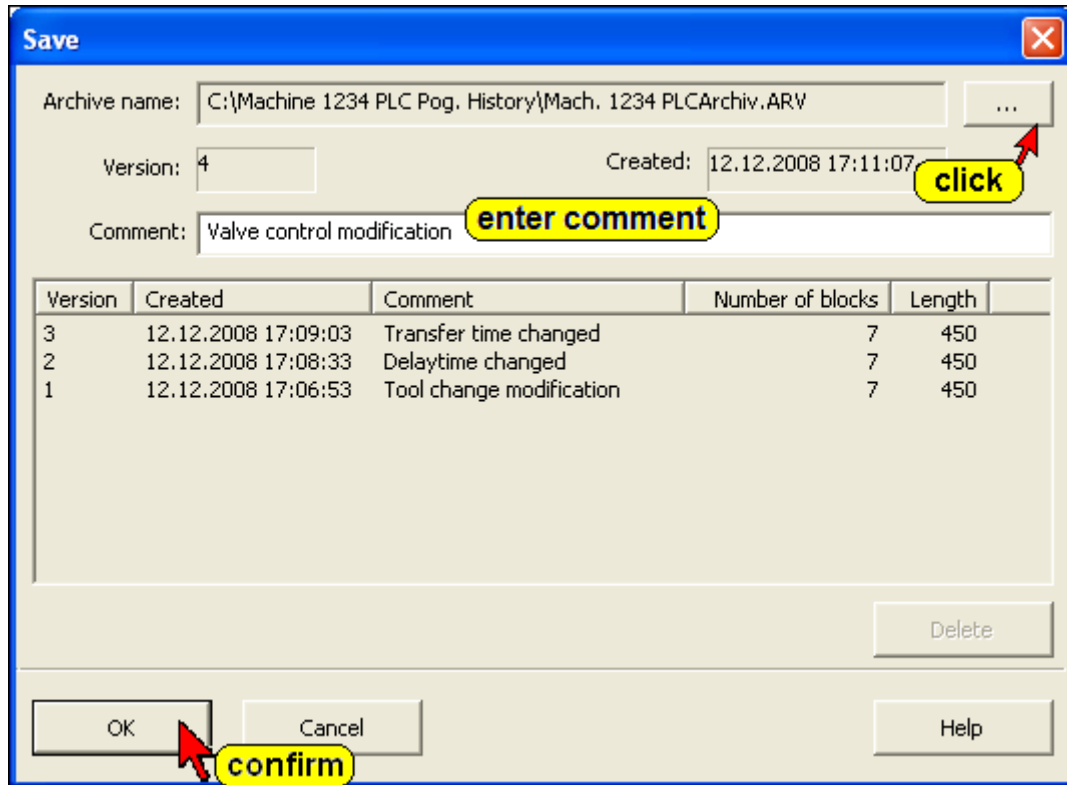 Save
Archive name: C:\Machine 1234 PLC Pog. History\Mach. 1234 PLCArchiv.ARV ...
Version: 4 Created: 12.12.2008 17:11:07 click
Comment: Valve control modification enter comment
Version Created Comment Number of blocks Length
3 12.12.2008 17:09:03 Transfer time changed 7 450
2 12.12.2008 17:08:33 Delaytime changed 7 450
1 12.12.2008 17:06:53 Tool change modification 7 450
Delete
OK Cancel Help
confirm